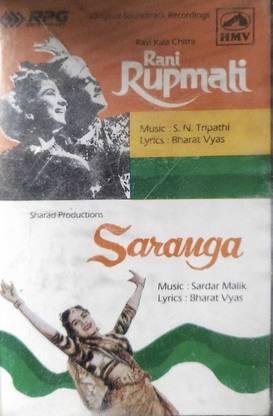 RPG
Original Soundtrack Recordings
HMV
Ravi Kala Chitra
Rani
Rupmati
Music : S. N. Tripathi
Lyrics : Bharat Vyas
Sharad Productions
Saranga
Music : Sardar Malik
Lyrics : Bharat Vyas